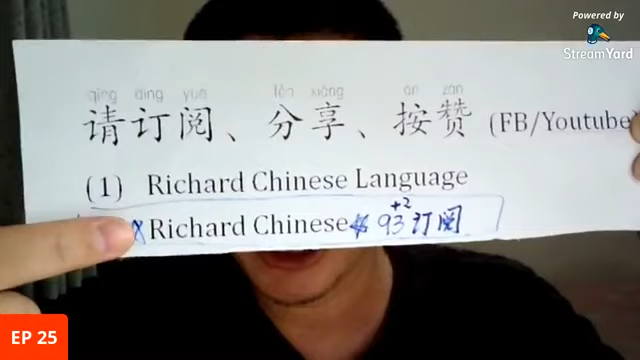 Powered by
StreamYard
qǐng dìng yuè fēn xiǎng àn zàn
请订阅、分享、按赞 (FB/Youtube
(1) Richard Chinese Language
+2
Richard Chinese 93 订阅
EP 25